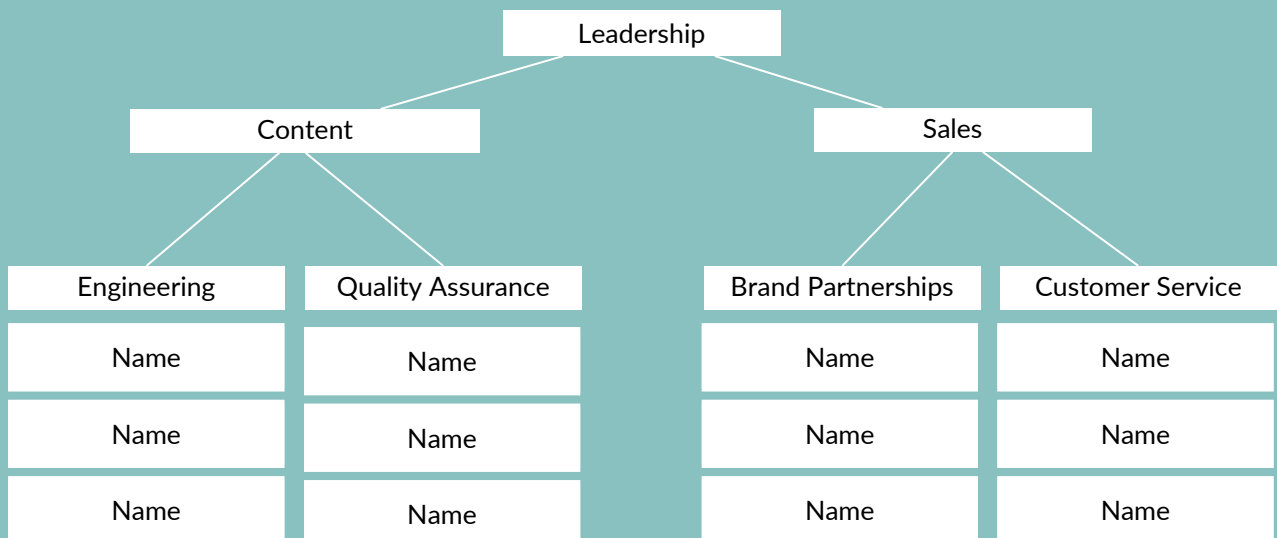 Leadership
Content
Sales
Engineering
Quality Assurance
Brand Partnerships
Customer Service
Name
Name
Name
Name
Name
Name
Name
Name
Name
Name
Name
Name